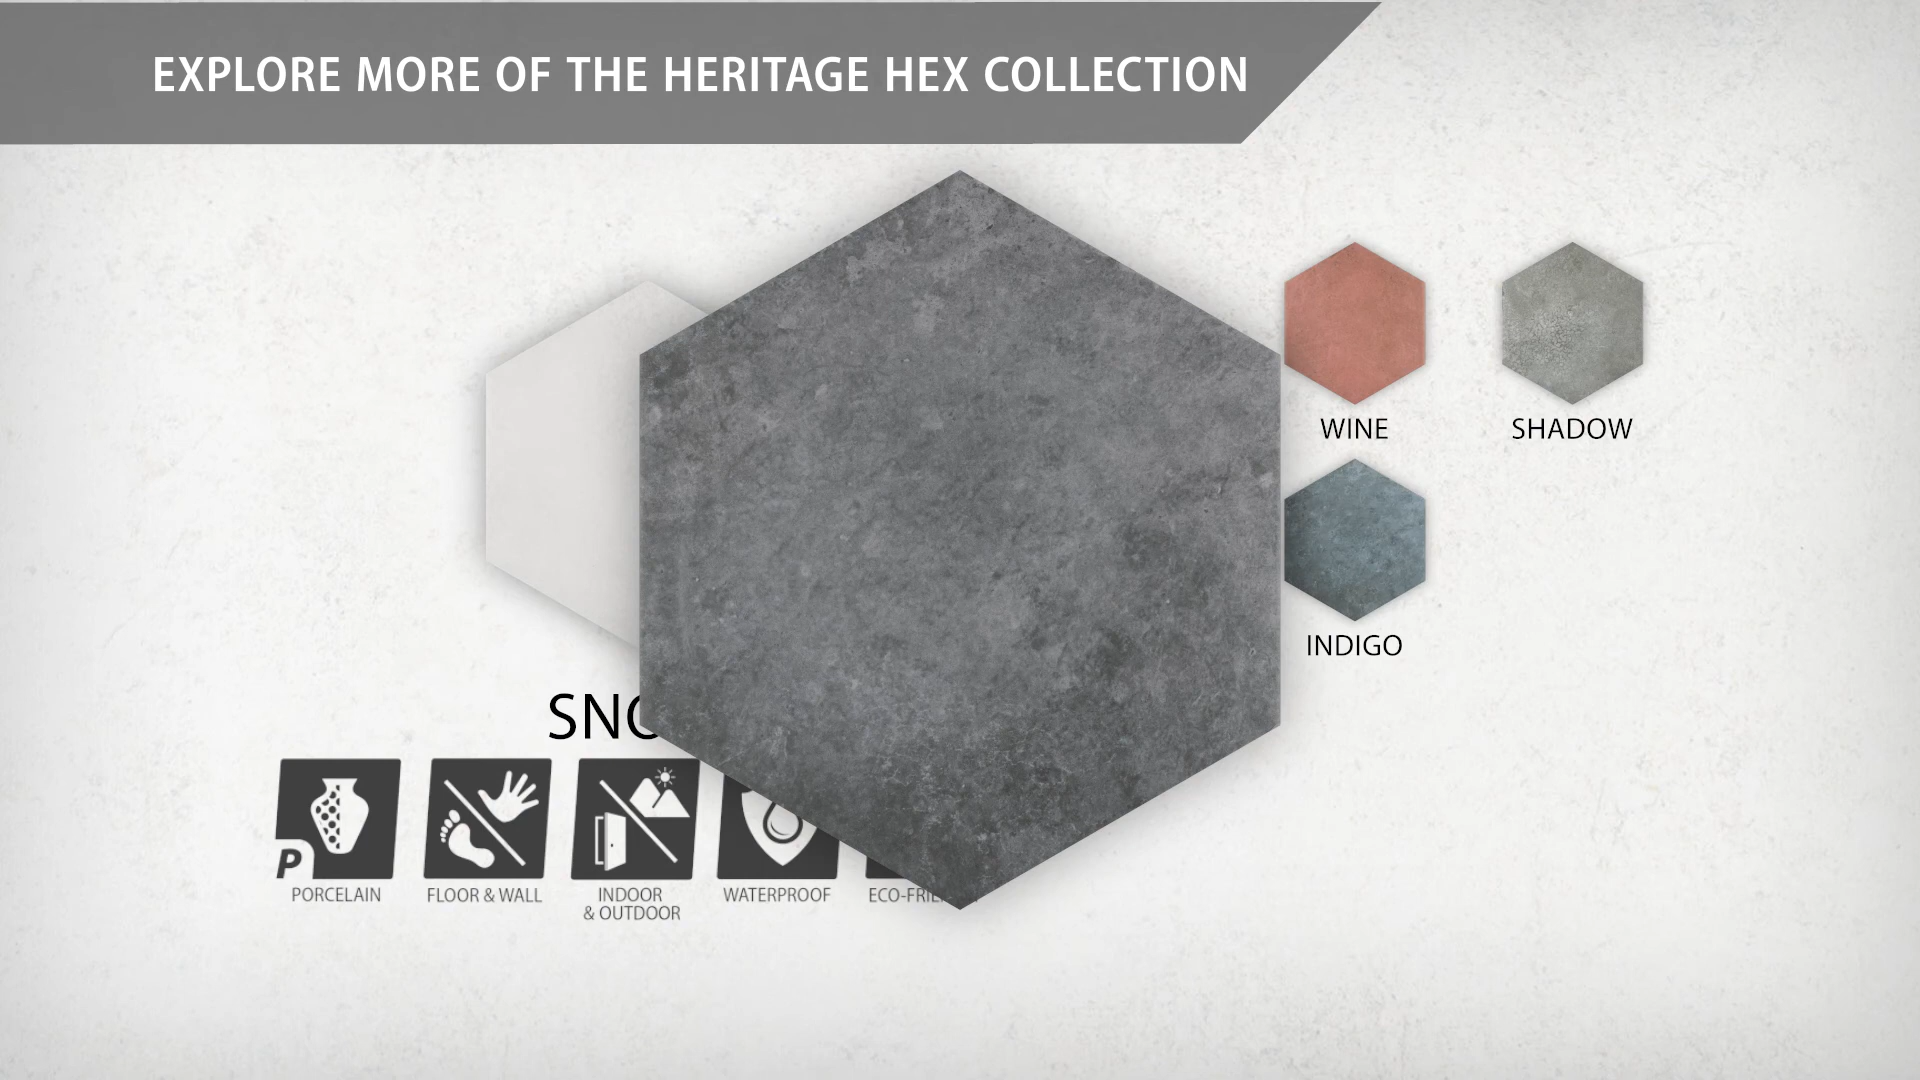 EXPLORE MORE OF THE HERITAGE HEX COLLECTION
WINE
SHADOW
INDIGO
P
PORCELAIN
FLOOR & WALL
INDOOR
& OUTDOOR
WATERPROOF